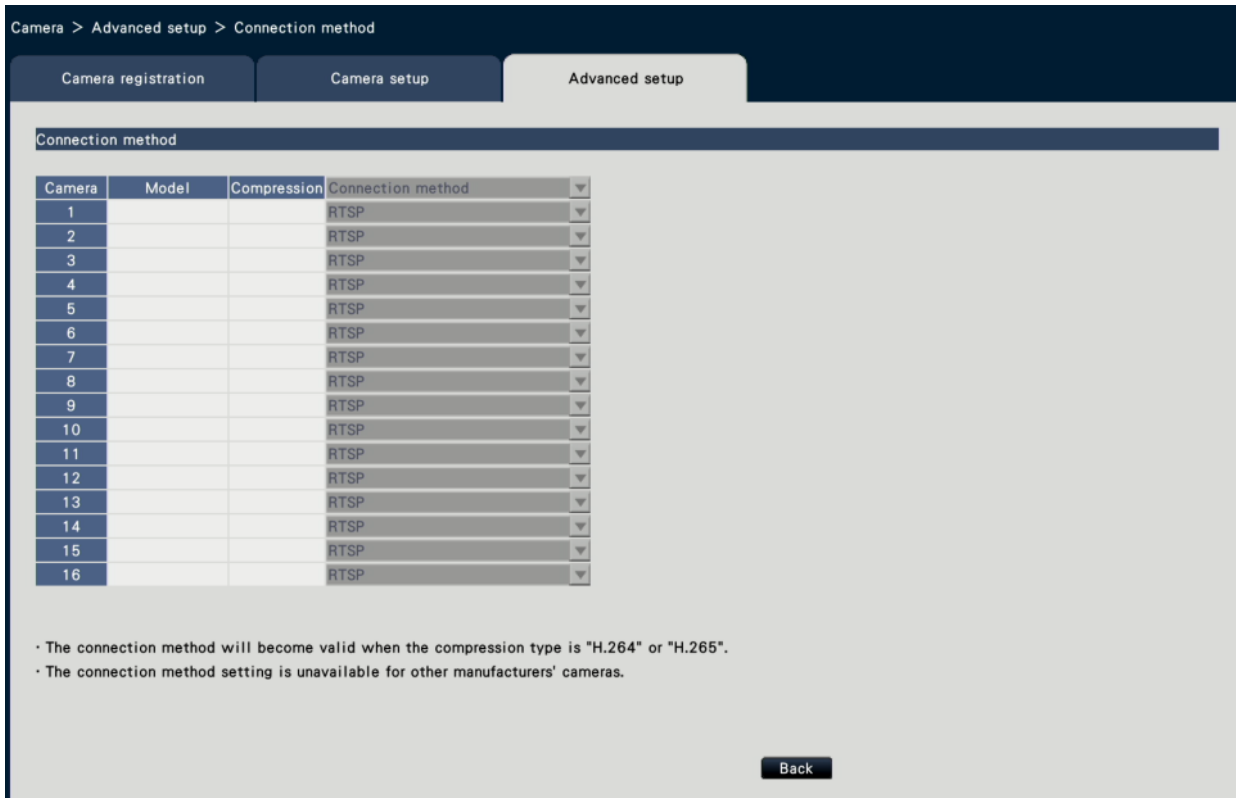 Camera > Advanced setup > Connection method
Camera registration Camera setup Advanced setup
Connection method
Camera Model Compression Connection method
1 RTSP
2 RTSP
3 RTSP
4 RTSP
5 RTSP
6 RTSP
7 RTSP
8 RTSP
9 RTSP
10 RTSP
11 RTSP
12 RTSP
13 RTSP
14 RTSP
15 RTSP
16 RTSP
· The connection method will become valid when the compression type is "H.264" or "H.265".
· The connection method setting is unavailable for other manufacturers' cameras.
Back